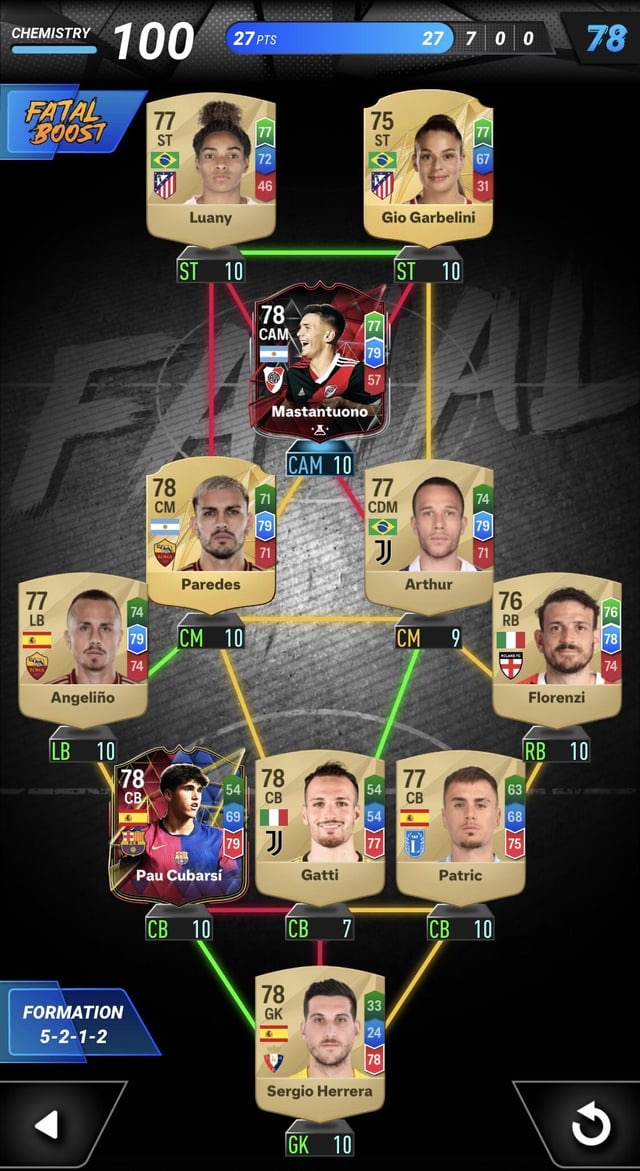 CHEMISTRY 100 27 PTS 27 7 0 0 78
FATAL BOOST
77 ST 77 72 46 Luany
75 ST 77 67 31 Gio Garbelini
ST 10 ST 10
FATAL
78 CAM 77 79 57 Mastantuono
CAM 10
78 CM 71 79 71 Paredes
77 CDM 74 79 71 Arthur
CM 10 CM 9
77 LB 74 79 74 Angeliño
76 RB 76 78 74 Florenzi
LB 10 RB 10
78 CB 54 69 79 Pau Cubarsí
78 CB 54 54 77 Gatti
77 CB 63 68 75 Patric
CB 10 CB 7 CB 10
78 GK 33 24 78 Sergio Herrera
GK 10
FORMATION
5-2-1-2